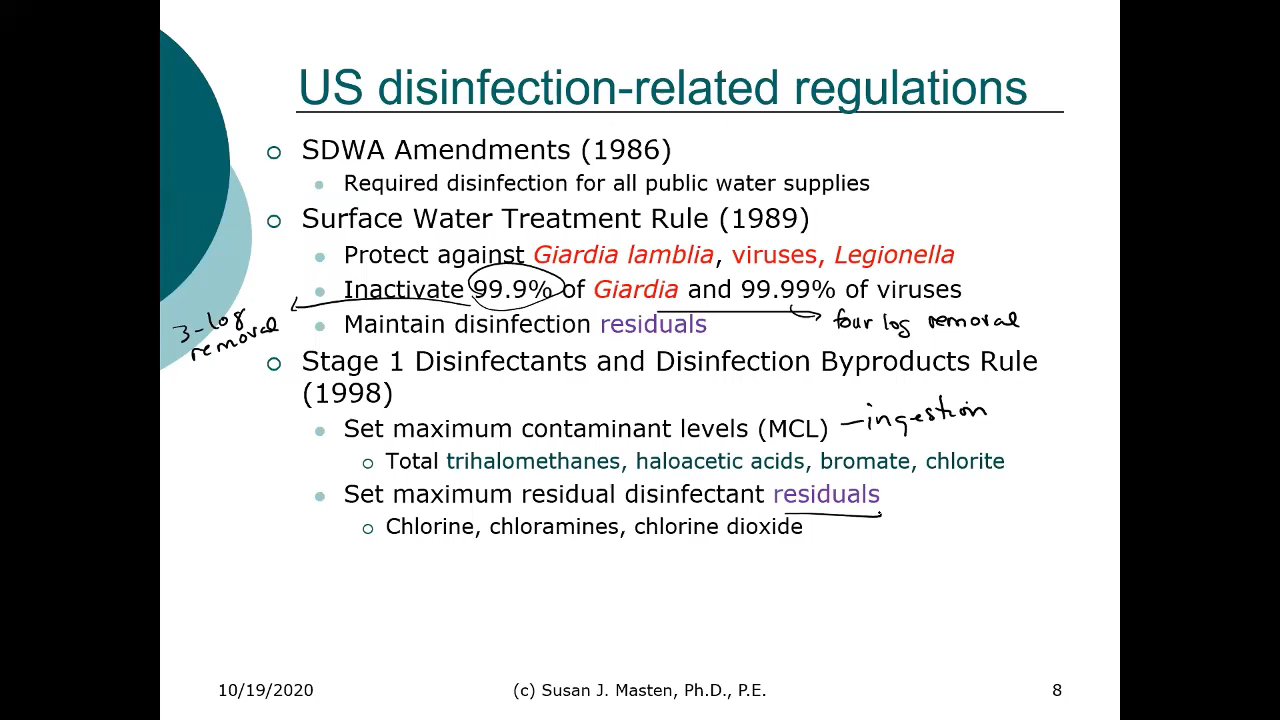 US disinfection-related regulations
SDWA Amendments (1986)
Required disinfection for all public water supplies
Surface Water Treatment Rule (1989)
Protect against Giardia lamblia, viruses, Legionella
Inactivate 99.9% of Giardia and 99.99% of viruses
3-log
removal
Maintain disinfection residuals
four log removal
Stage 1 Disinfectants and Disinfection Byproducts Rule
(1998)
Set maximum contaminant levels (MCL) -ingestion
Total trihalomethanes, haloacetic acids, bromate, chlorite
Set maximum residual disinfectant residuals
Chlorine, chloramines, chlorine dioxide
10/19/2020 (c) Susan J. Masten, Ph.D., P.E. 8